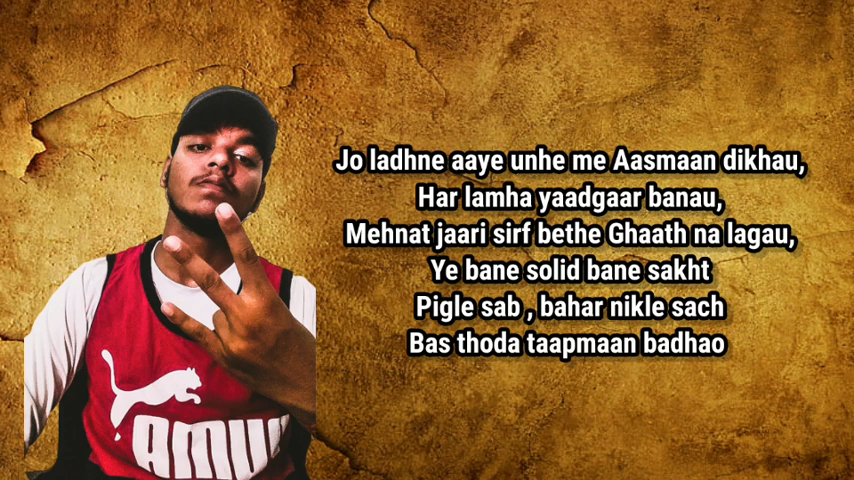 Jo ladhne aaye unhe me Aasmaan dikhau,
Har lamha yaadgaar banau,
Mehnat jaari sirf bethe Ghaath na lagau,
Ye bane solid bane sakht
Pigle sab , bahar nikle sach
Bas thoda taapmaan badhao